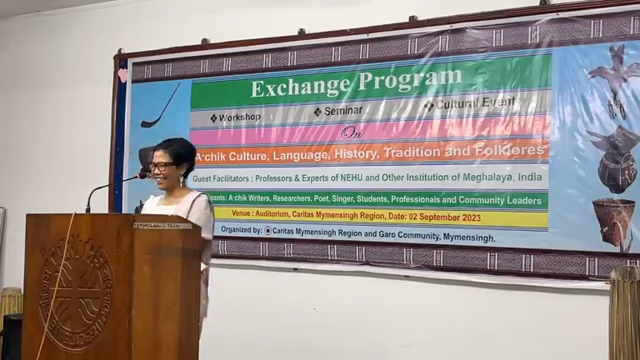 Exchange Program
❖Workshop ❖Seminar ❖Cultural Event
On
A'chik Culture, Language, History, Tradition and Folklores
Guest Facilitators : Professors & Experts of NEHU and Other Institution of Meghalaya, India
A'chik Writers, Researchers, Poet, Singer, Students, Professionals and Community Leaders
Venue : Auditorium, Caritas Mymensingh Region, Date: 02 September 2023
Organized by: Caritas Mymensingh Region and Garo Community, Mymensingh.